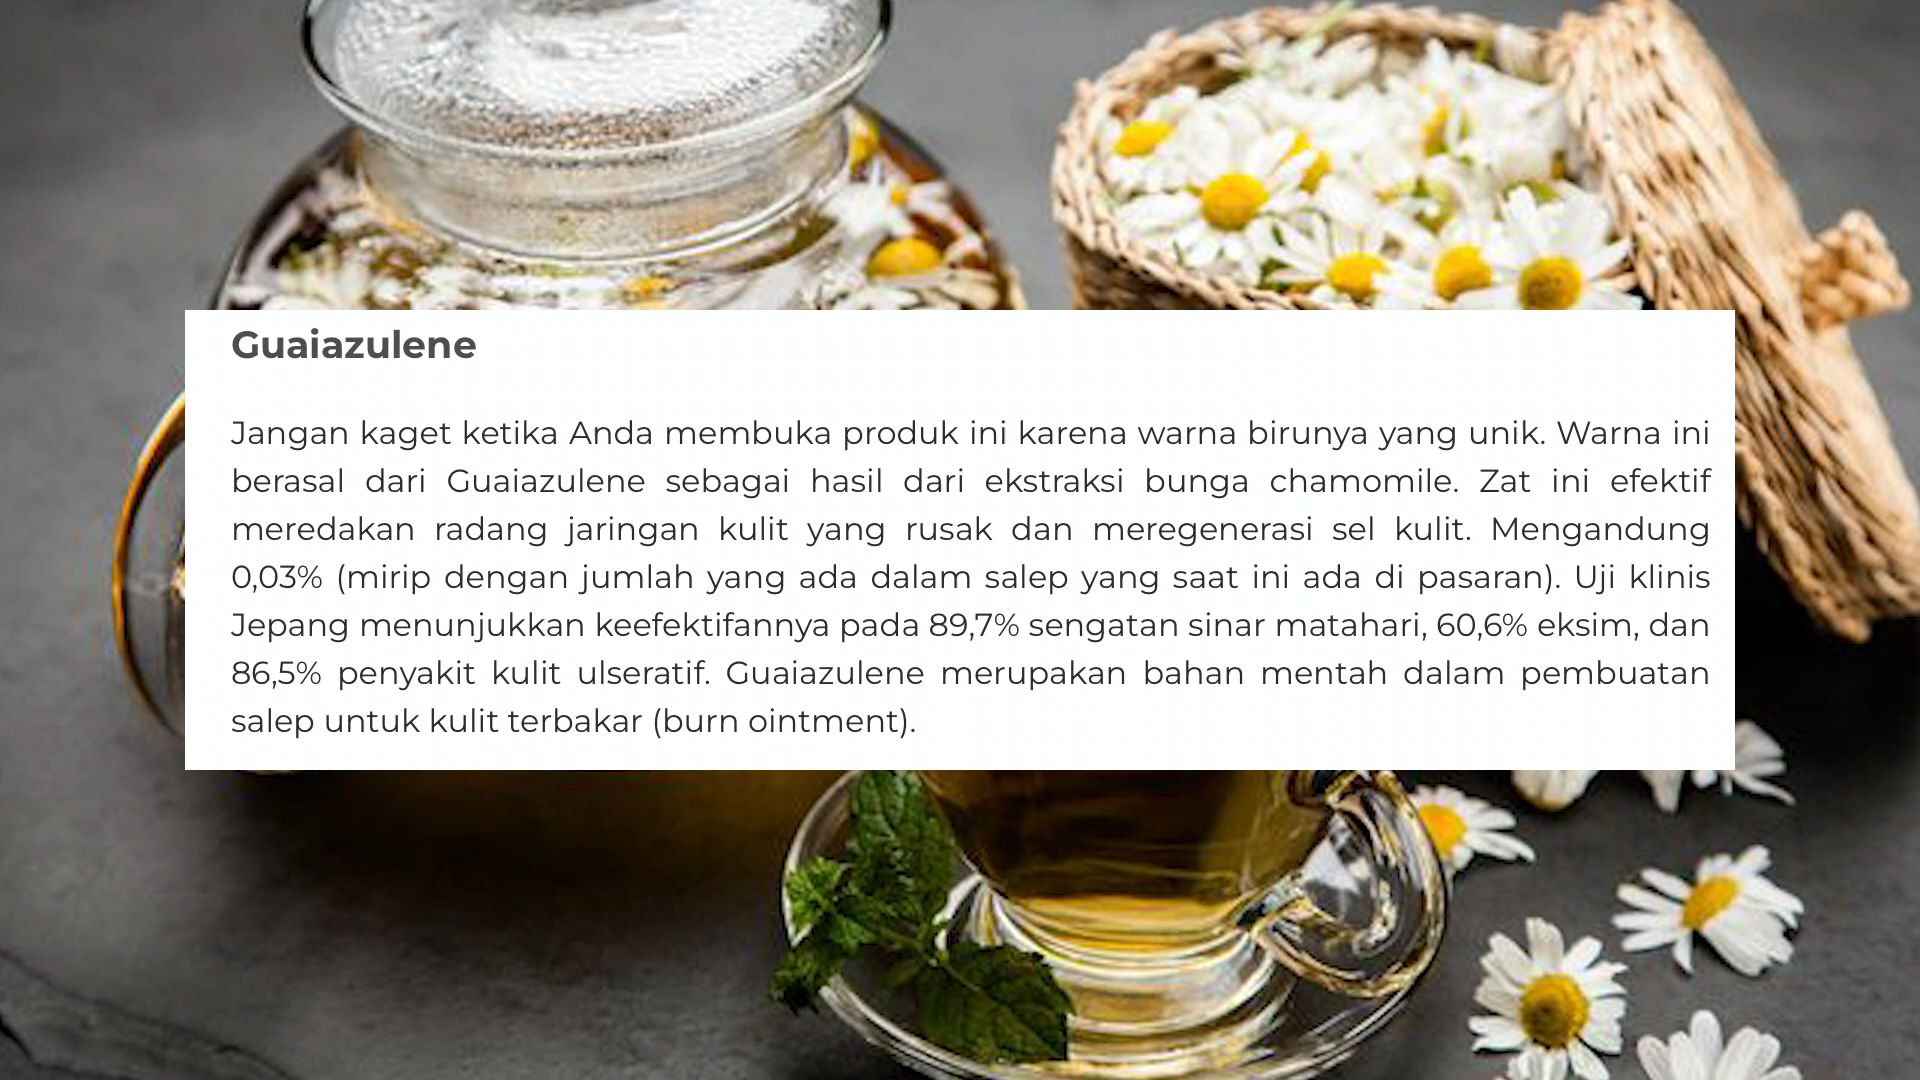 Guaiazulene
Jangan kaget ketika Anda membuka produk ini karena warna birunya yang unik. Warna ini
berasal dari Guaiazulene sebagai hasil dari ekstraksi bunga chamomile. Zat ini efektif
meredakan radang jaringan kulit yang rusak dan meregenerasi sel kulit. Mengandung
0,03% (mirip dengan jumlah yang ada dalam salep yang saat ini ada di pasaran). Uji klinis
Jepang menunjukkan keefektifannya pada 89,7% sengatan sinar matahari, 60,6% eksim, dan
86,5% penyakit kulit ulseratif. Guaiazulene merupakan bahan mentah dalam pembuatan
salep untuk kulit terbakar (burn ointment).